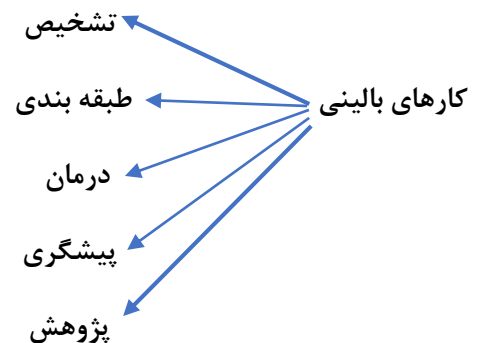 کارهای بالینی
تشخیص
طبقه بندی
درمان
پیشگری
پژوهش